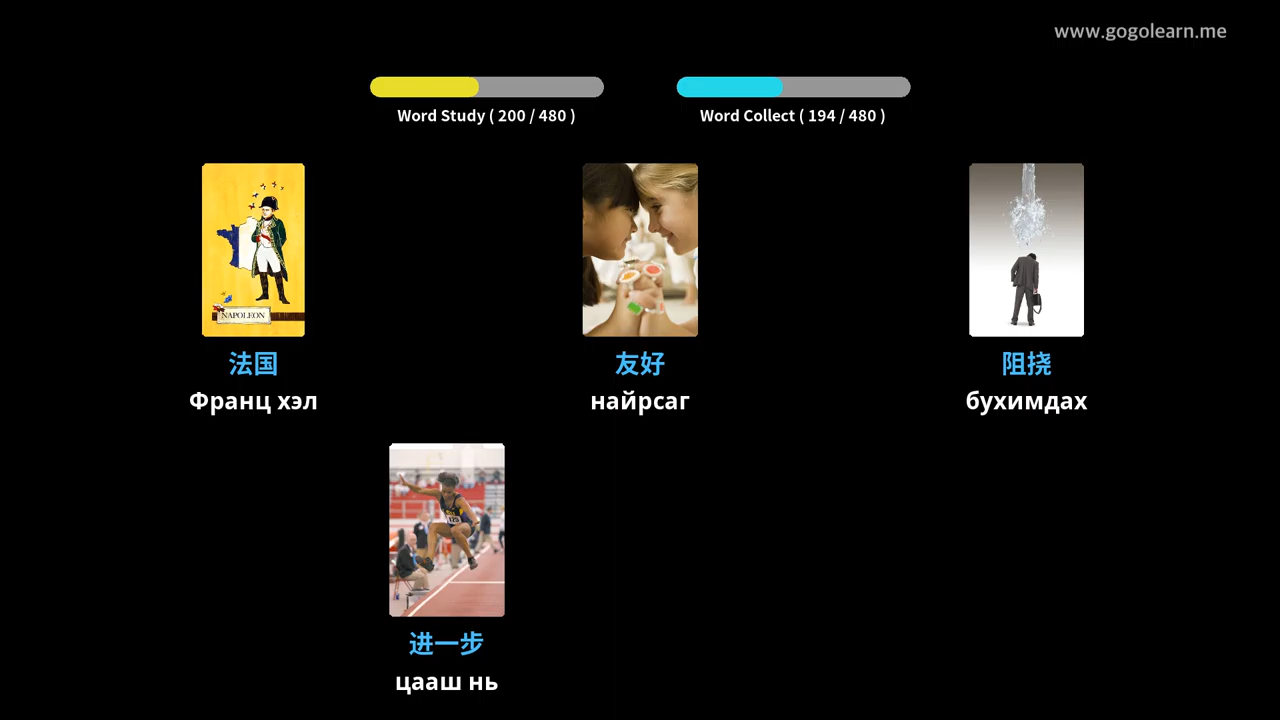 www.gogolearn.me
Word Study ( 200 / 480 )
Word Collect ( 194 / 480 )
NAPOLEON
法国
Франц хэл
友好
найрсаг
阻挠
бухимдах
进一步
цааш нь